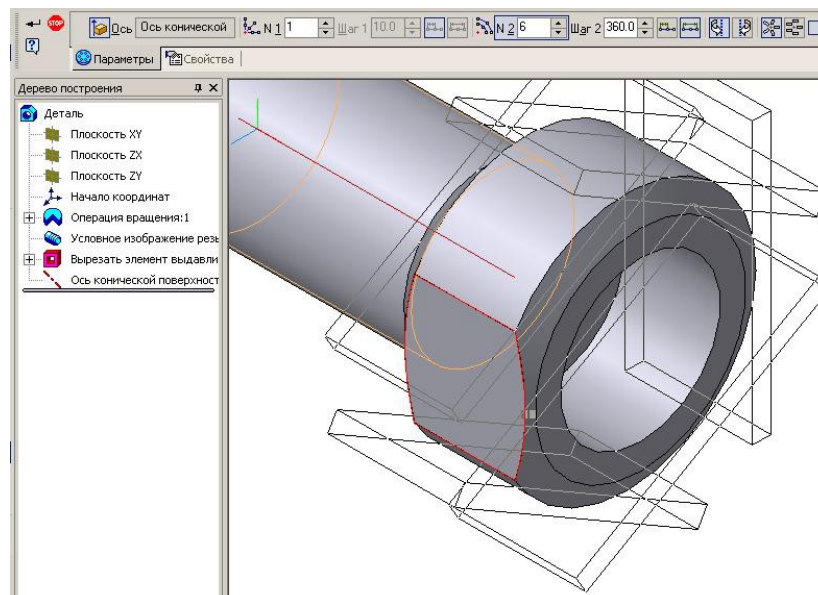 STOP Ось Ось конической N 1 1 Шаг 1 10.0 N 2 6 Шаг 2 360.0
Параметры Свойства
Дерево построения
Деталь
Плоскость XY
Плоскость ZX
Плоскость ZY
Начало координат
Операция вращения:1
Условное изображение резь
Вырезать элемент выдавли
Ось конической поверхност